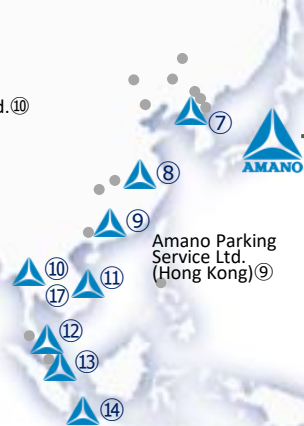 d.⑩
⑦
AMANO
⑧
⑨
Amano Parking
Service Ltd.
(Hong Kong)⑨
⑩
⑰
⑪
⑫
⑬
⑭